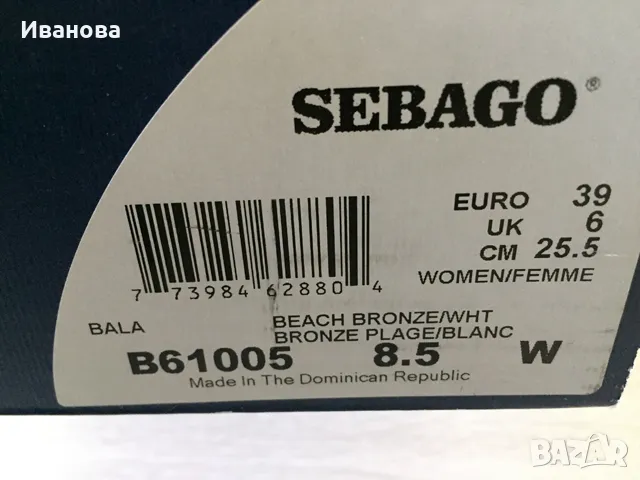 Иванова
SEBAGO®
EURO 39
UK 6
CM 25.5
WOMEN/FEMME
7 73984 62880 4
BALA
BEACH BRONZE/WHT
BRONZE PLAGE/BLANC
B61005 8.5 W
Made In The Dominican Republic
BAZAR